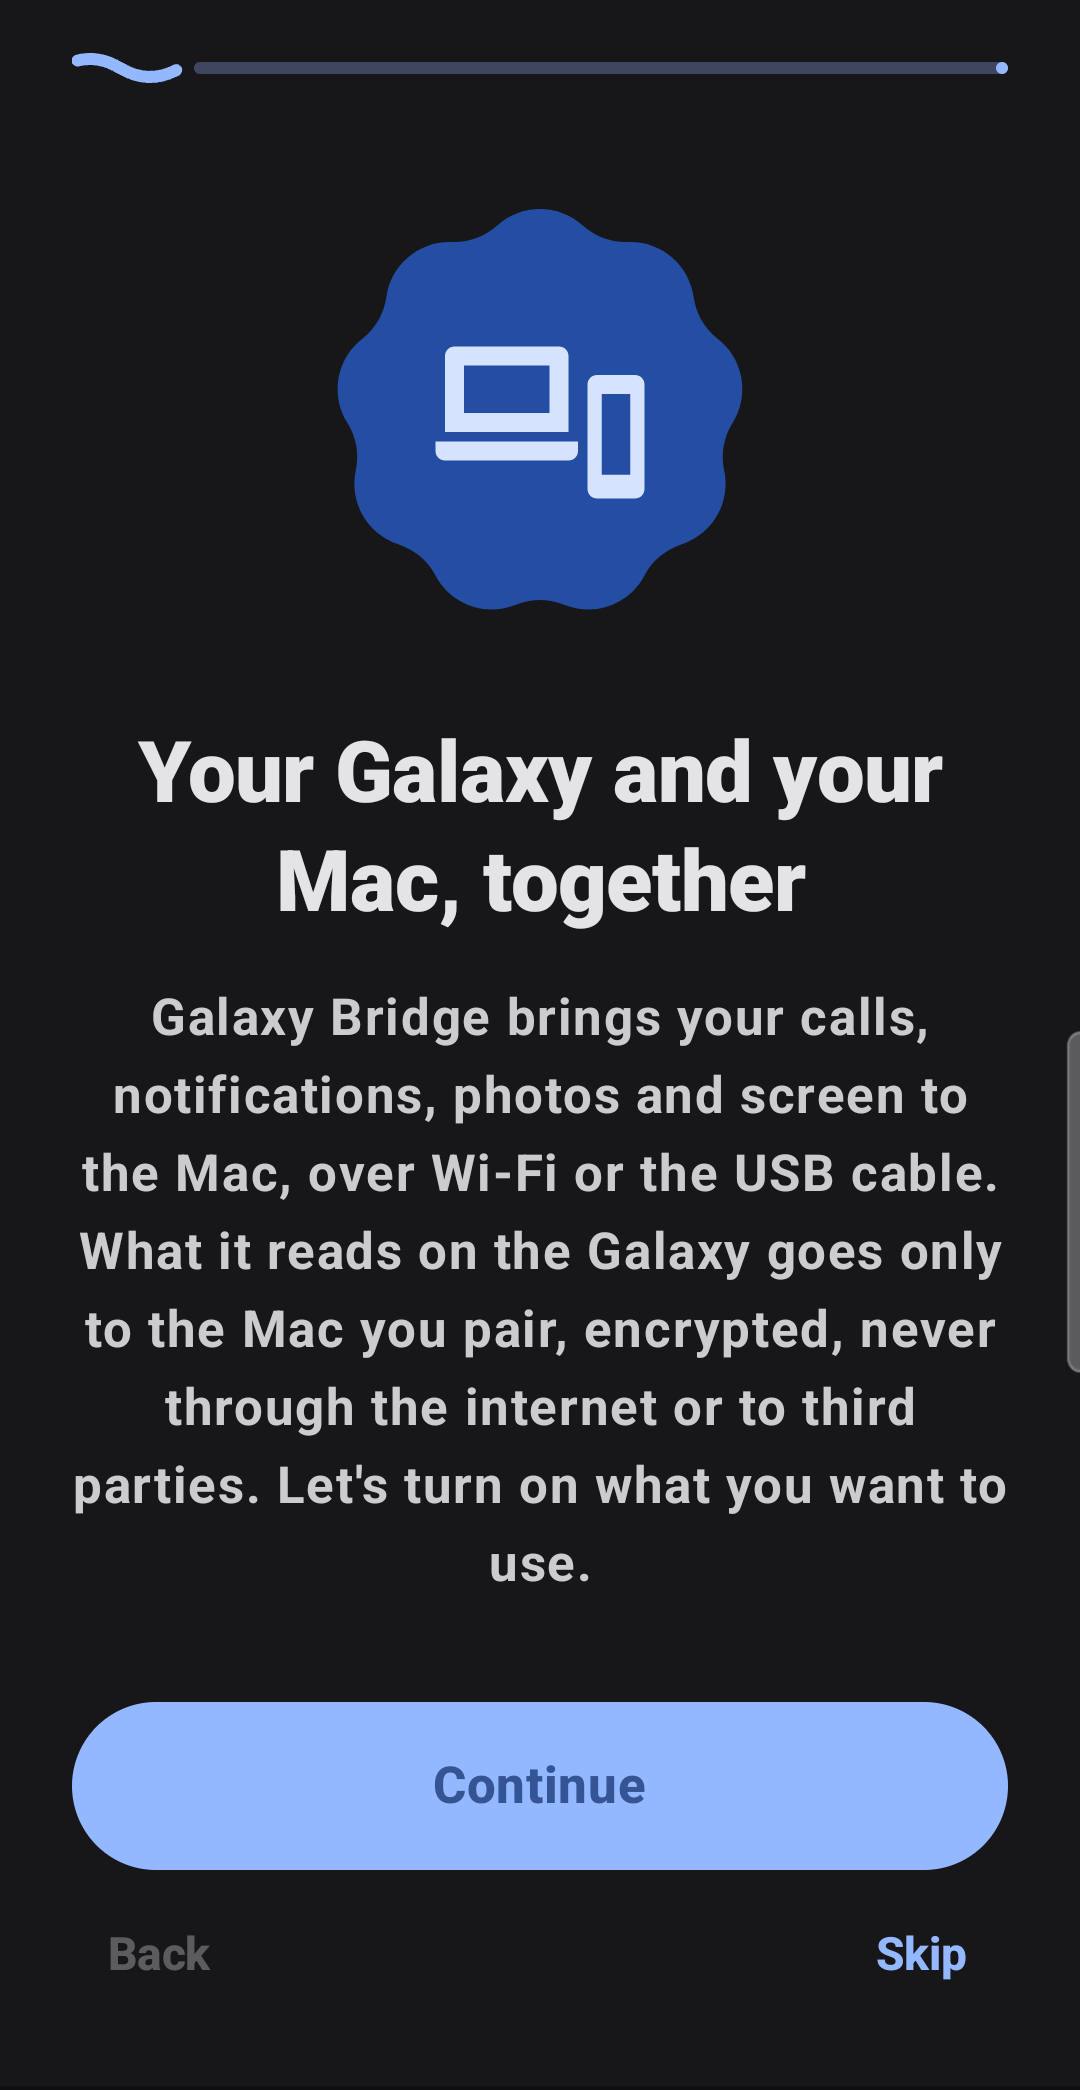 Your Galaxy and your
Mac, together
Galaxy Bridge brings your calls,
notifications, photos and screen to
the Mac, over Wi-Fi or the USB cable.
What it reads on the Galaxy goes only
to the Mac you pair, encrypted, never
through the internet or to third
parties. Let's turn on what you want to
use.
Continue
Back
Skip